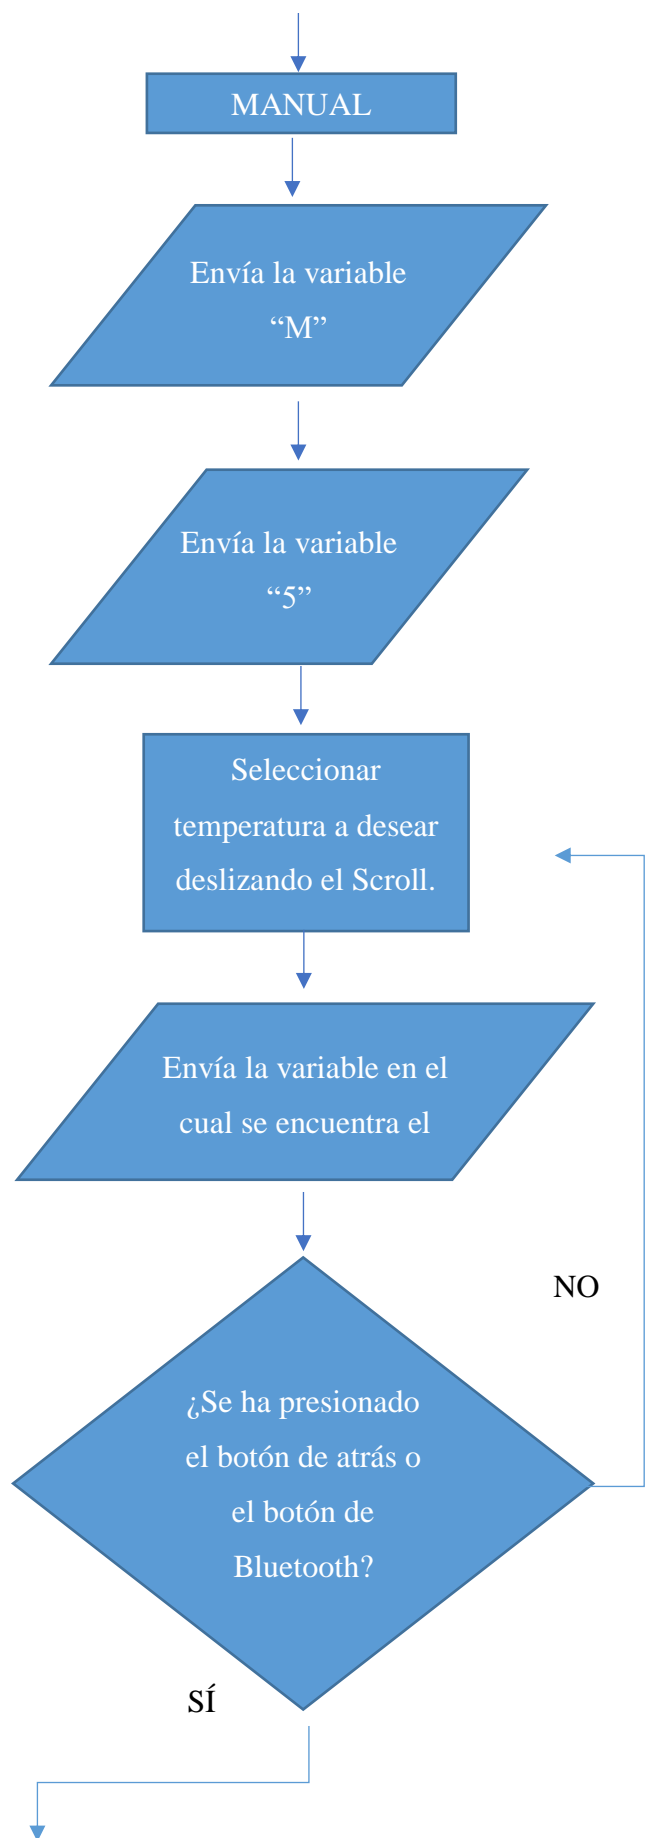 MANUAL
Envía la variable
“M”
Envía la variable
“5”
Seleccionar
temperatura a desear
deslizando el Scroll.
Envía la variable en el
cual se encuentra el
NO
¿Se ha presionado
el botón de atrás o
el botón de
Bluetooth?
SÍ